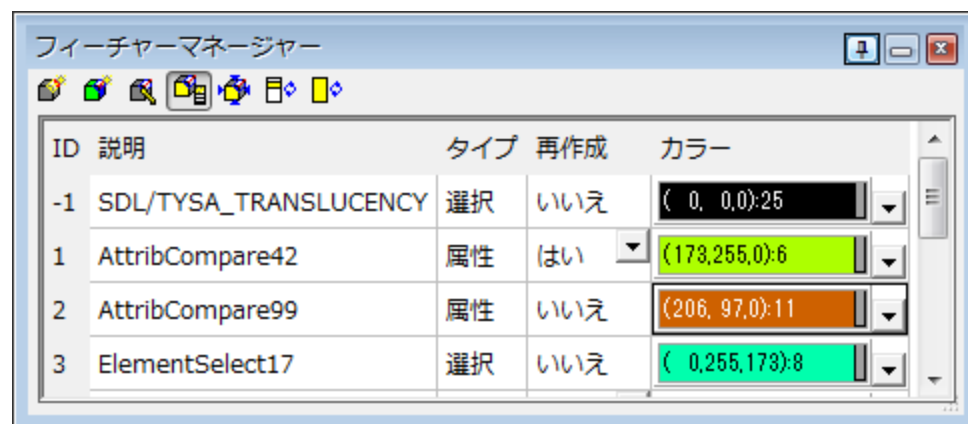 フィーチャーマネージャー
ID 説明 タイプ 再作成 カラー
-1 SDL/TYSA_TRANSLUCENCY 選択 いいえ ( 0, 0,0):25
1 AttribCompare42 属性 はい (173,255,0):6
2 AttribCompare99 属性 いいえ (206, 97,0):11
3 ElementSelect17 選択 いいえ ( 0,255,173):8